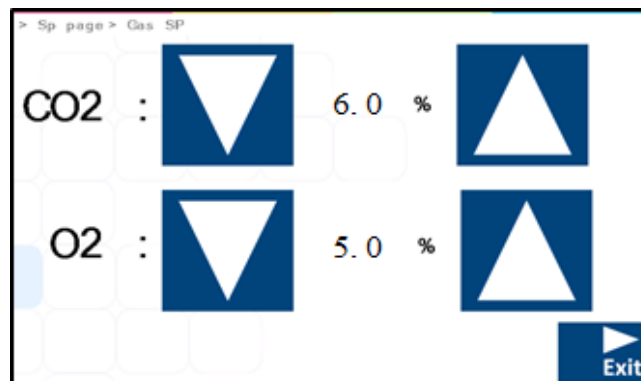 > Sp page > Gas SP
CO2 : 6.0 %
O2 : 5.0 %
Exit